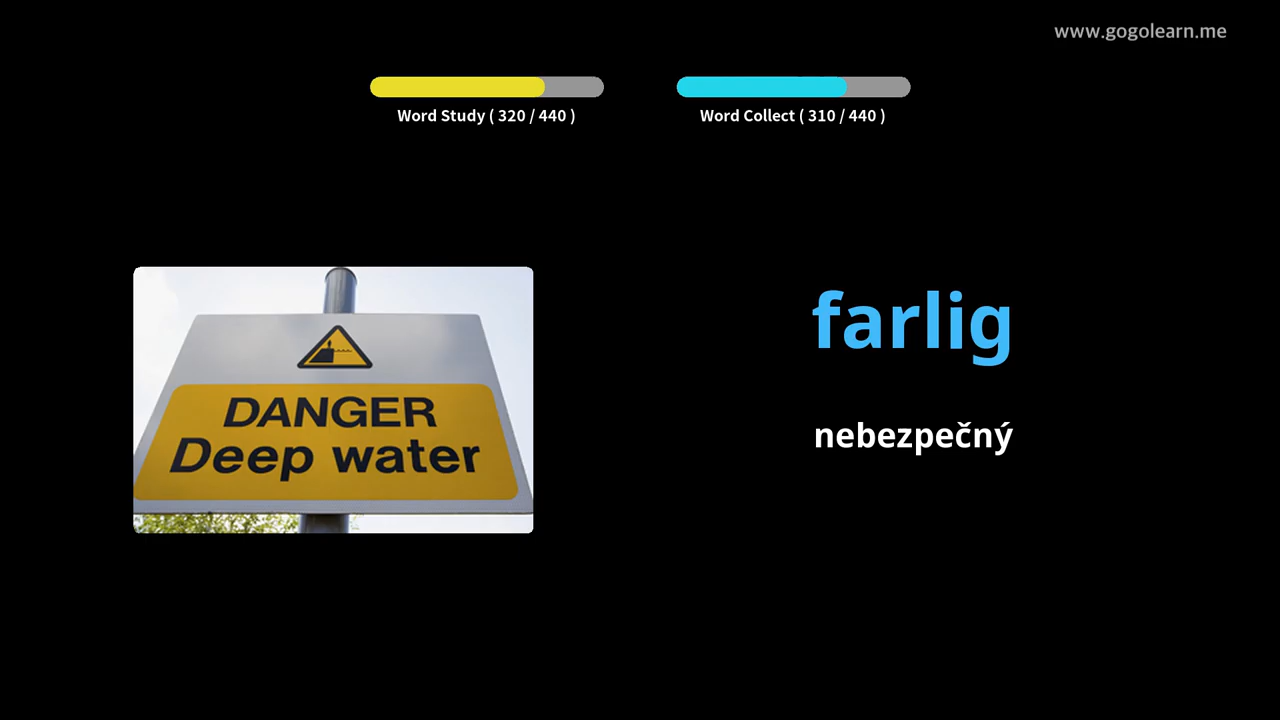 www.gogolearn.me
Word Study ( 320 / 440 )
Word Collect ( 310 / 440 )
DANGER
Deep water
farlig
nebezpečný